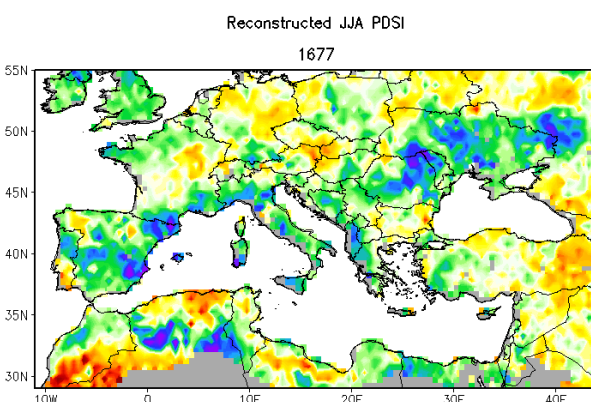 Reconstructed JJA PDSI
1677
55N
50N
45N
40N
35N
30N
10W 0 10E 20E 30E 40E